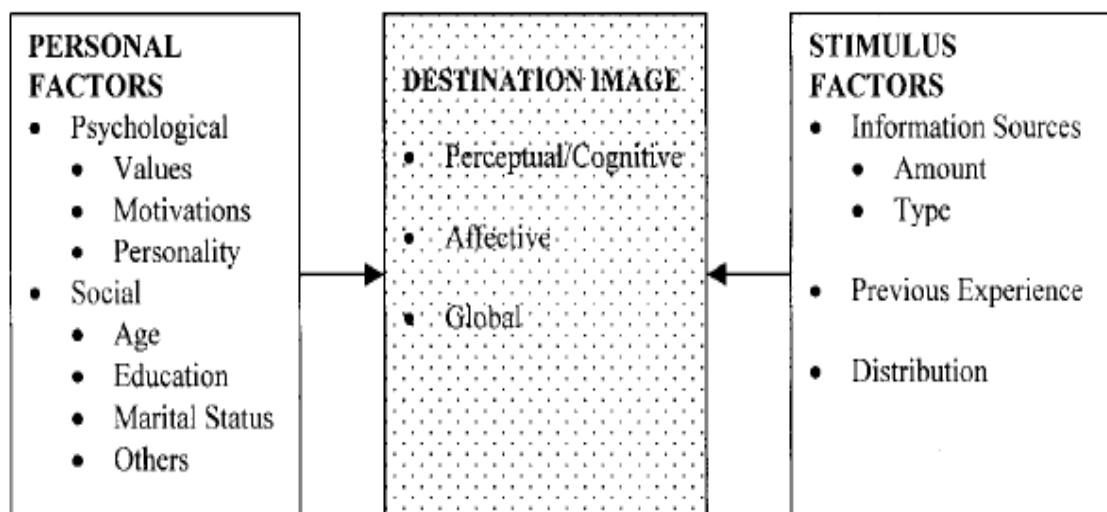 PERSONAL
FACTORS
• Psychological
• Values
• Motivations
• Personality
• Social
• Age
• Education
• Marital Status
• Others
DESTINATION IMAGE
• Perceptual/Cognitive
• Affective
• Global
STIMULUS
FACTORS
• Information Sources
• Amount
• Type
• Previous Experience
• Distribution